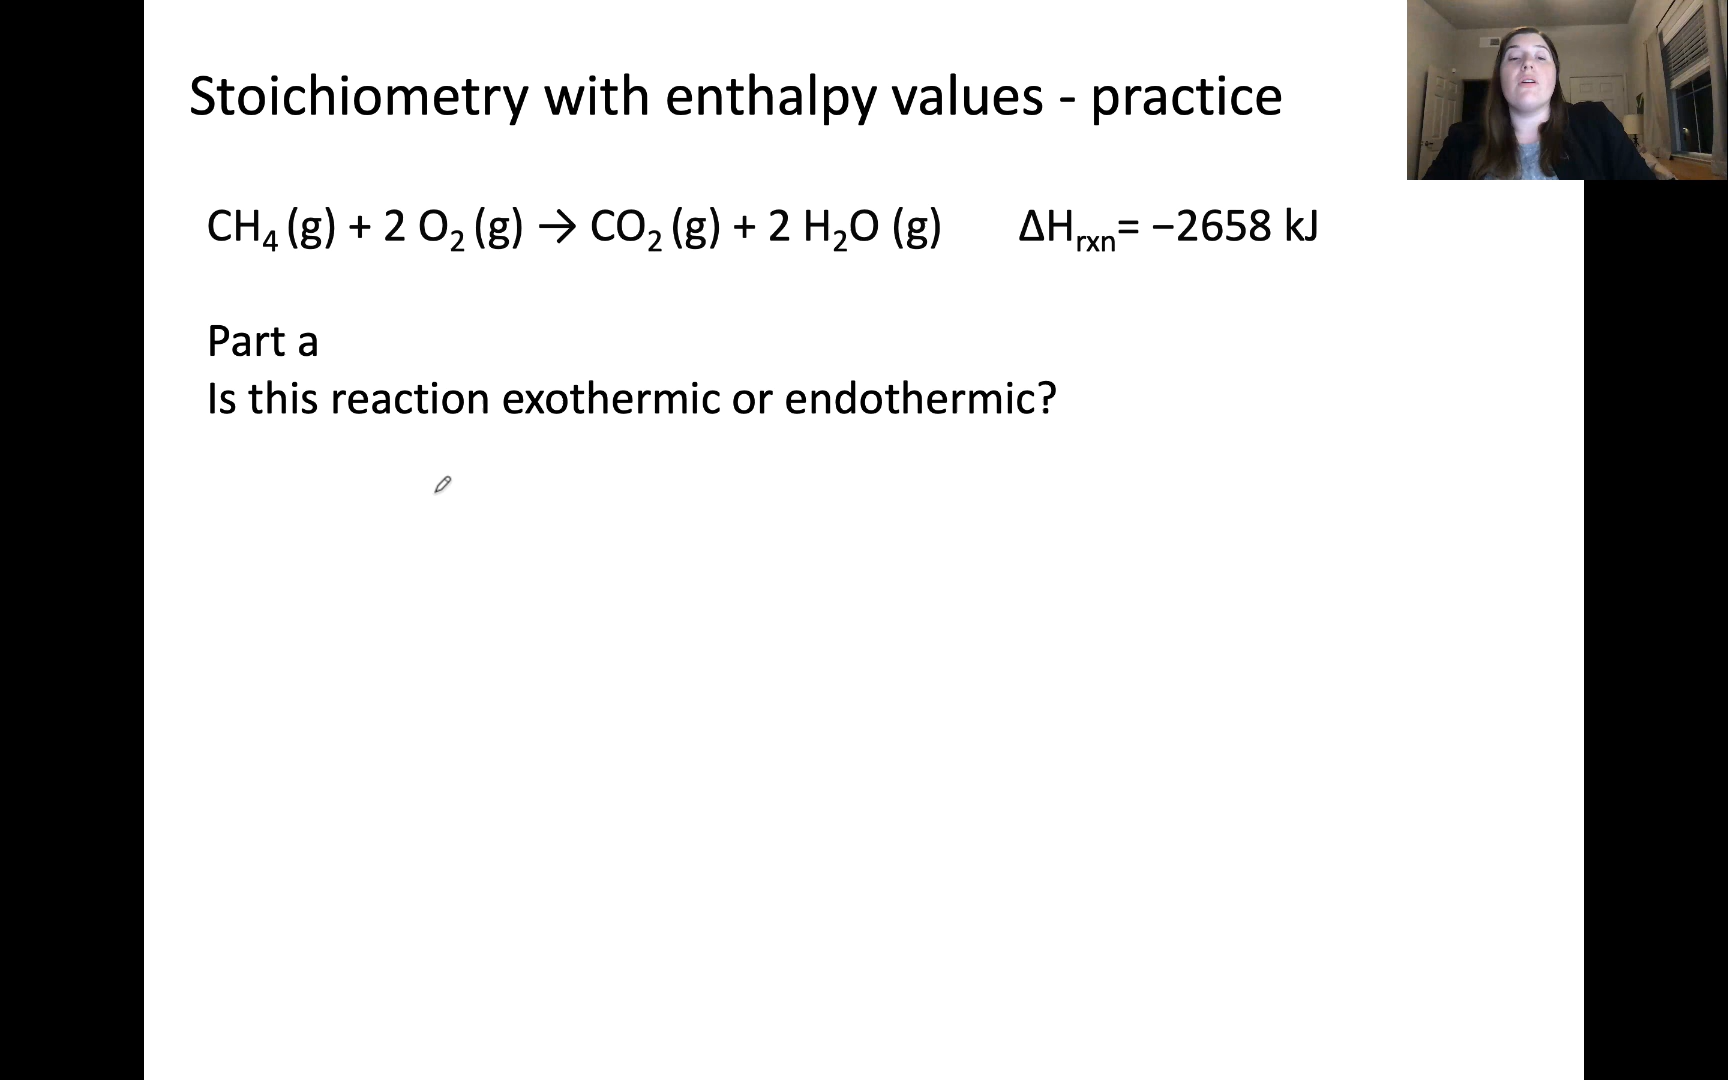 Stoichiometry with enthalpy values - practice
CH₄ (g) + 2 O₂ (g) → CO₂ (g) + 2 H₂O (g) ΔHrxn= −2658 kJ
Part a
Is this reaction exothermic or endothermic?